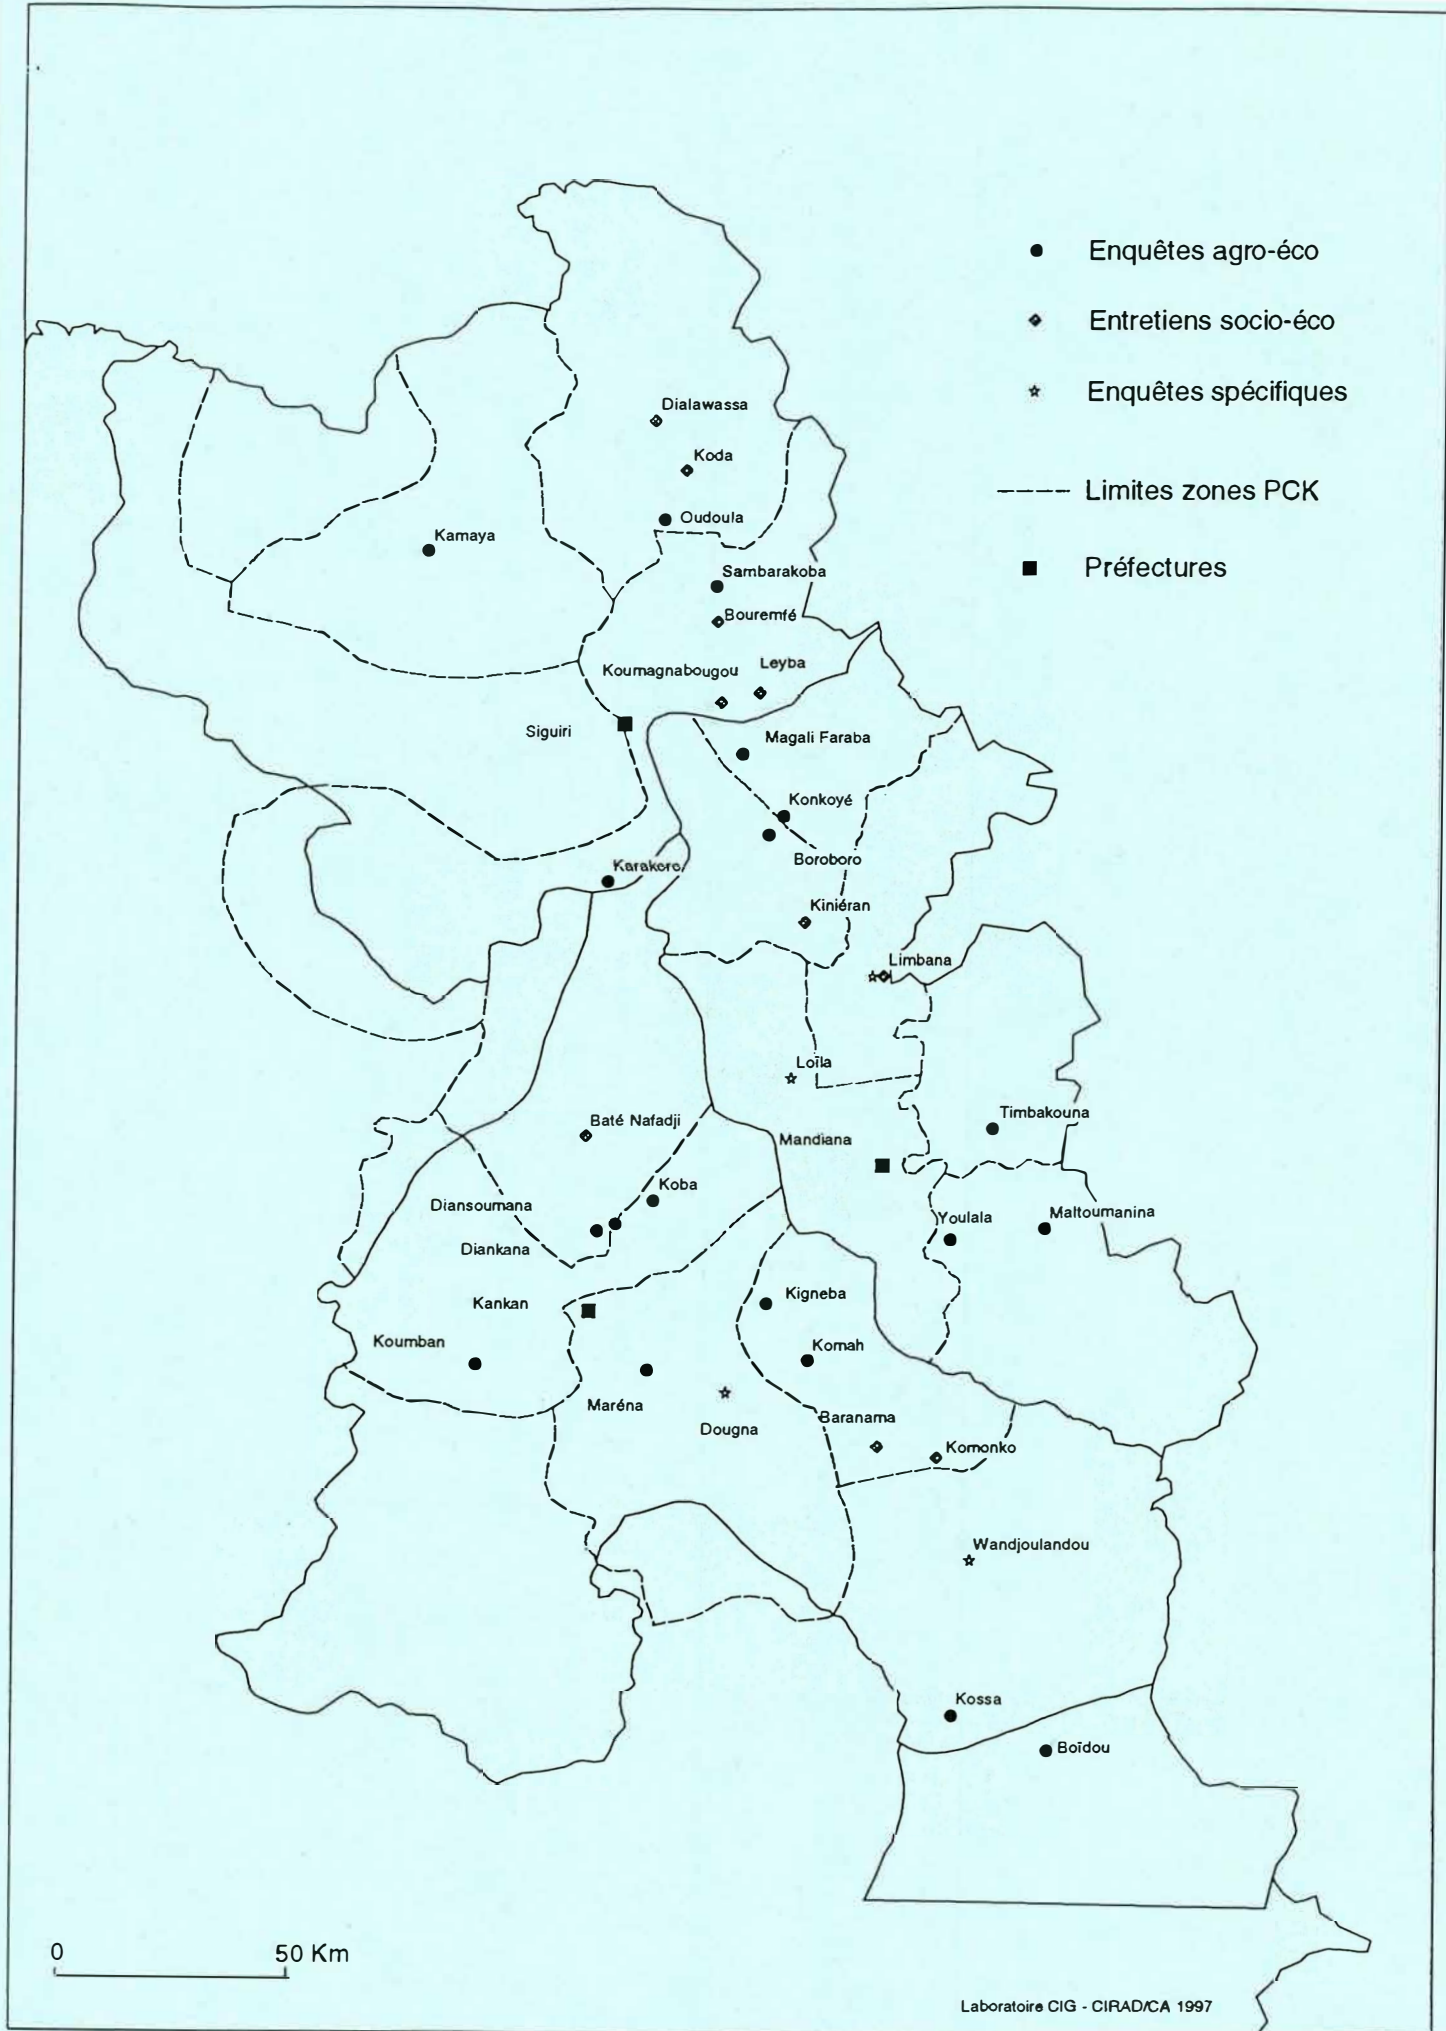 Enquêtes agro-éco
Entretiens socio-éco
Enquêtes spécifiques
Limites zones PCK
Préfectures
Dialawassa
Koda
Oudoula
Kamaya
Sambarakoba
Bouremfé
Leyba
Koumagnabougou
Siguiri
Magali Faraba
Konkoyé
Boroboro
Karakoro
Kiniéran
Limbana
Loïla
Timbakouna
Baté Nafadji
Mandiana
Koba
Diansoumana
Youlala
Maltoumanina
Diankana
Kigneba
Kankan
Koumban
Komah
Maréna
Baranama
Dougna
Komonko
Wandjoulandou
Kossa
Boïdou
0 50 Km
Laboratoire CIG - CIRAD/CA 1997